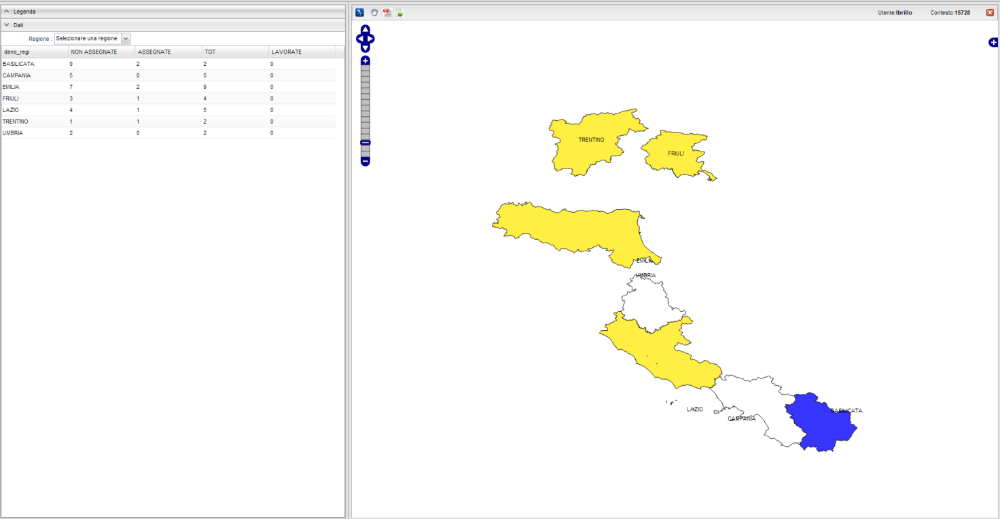 Legenda
Dati
Regione : Selezionare una regione
deno_regi NON ASSEGNATE ASSEGNATE TOT LAVORATE
BASILICATA 0 2 2 0
CAMPANIA 5 0 5 0
EMILIA 7 2 9 0
FRIULI 3 1 4 0
LAZIO 4 1 5 0
TRENTINO 1 1 2 0
UMBRIA 2 0 2 0
Utente:lbrillo Contesto:15728
TRENTINO
FRIULI
EMILIA
UMBRIA
LAZIO
CAMPANIA
BASILICATA